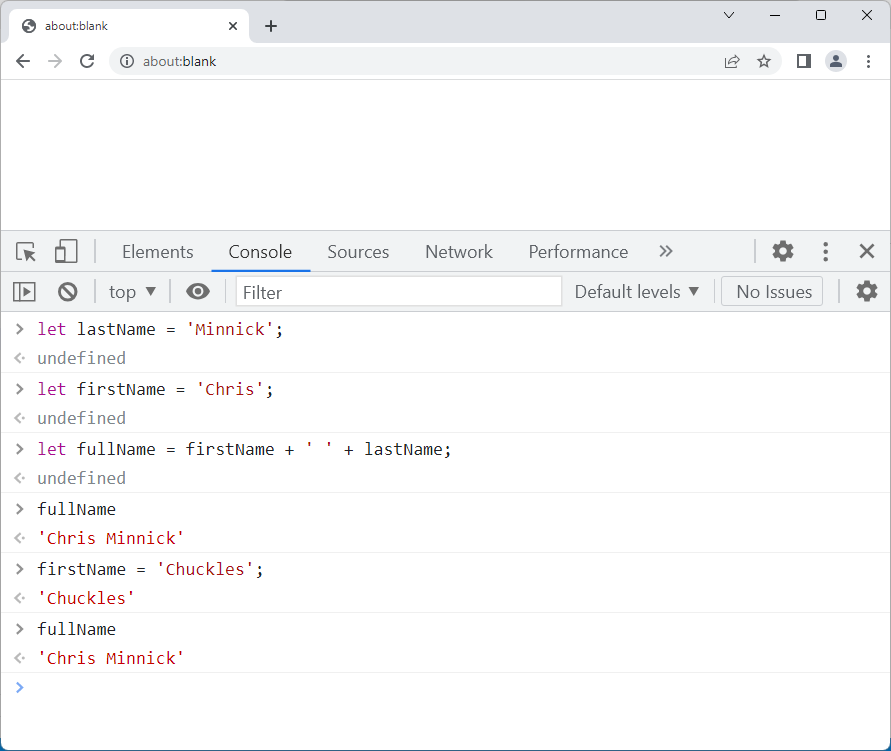 about:blank
about:blank
Elements Console Sources Network Performance
top Filter Default levels No Issues
> let lastName = 'Minnick';
undefined
> let firstName = 'Chris';
undefined
> let fullName = firstName + ' ' + lastName;
undefined
> fullName
'Chris Minnick'
> firstName = 'Chuckles';
'Chuckles'
> fullName
'Chris Minnick'
>